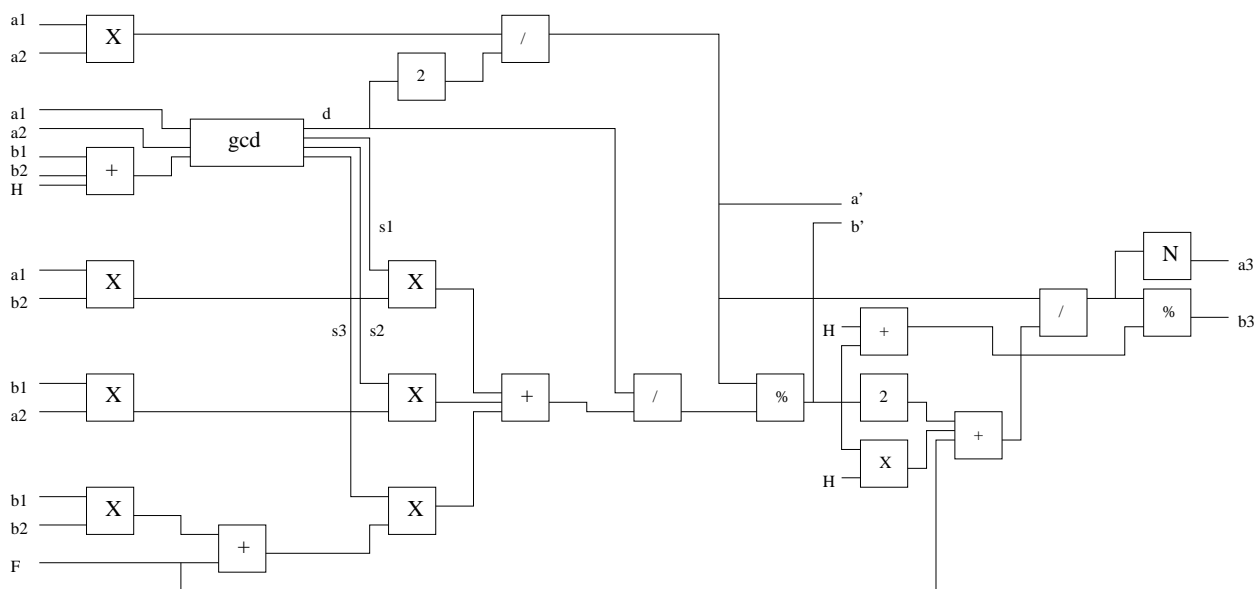 a1
X
a2
/
2
a1
d
a2
gcd
b1
b2
+
H
a'
b'
s1
N
a3
a1
X
X
b2
s3
s2
H
+
/
%
b3
b1
X
X
+
/
%
2
a2
+
X
H
b1
X
X
b2
+
F